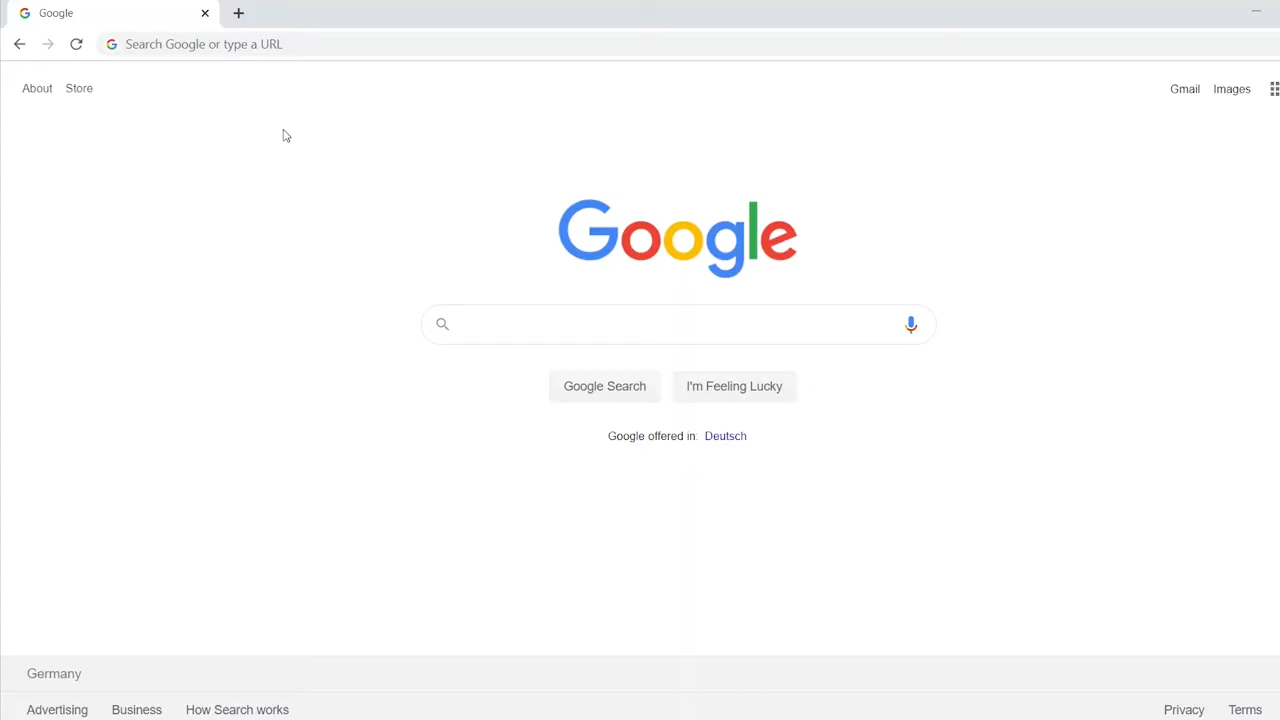 Google
Search Google or type a URL
About Store
Gmail Images
Google
Google Search I'm Feeling Lucky
Google offered in: Deutsch
Germany
Advertising Business How Search works
Privacy Terms